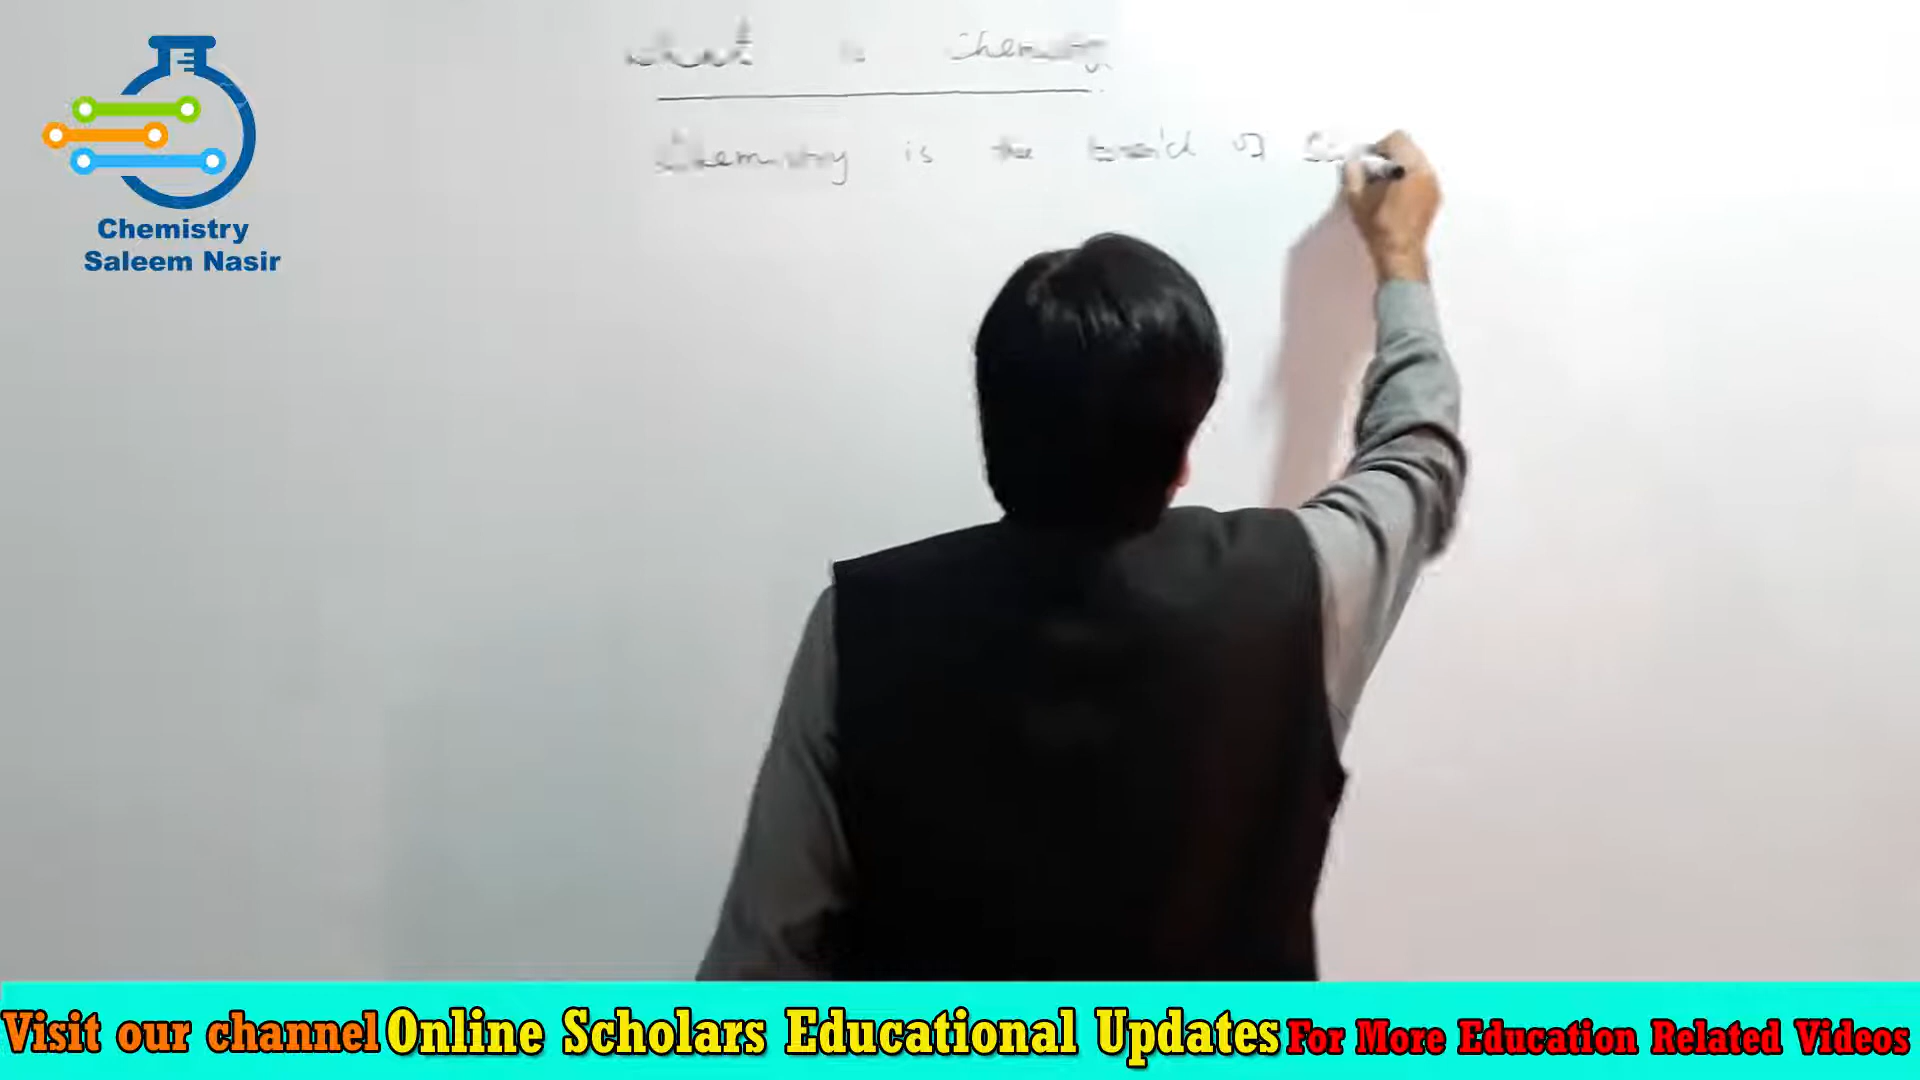 What is Chemistry
Chemistry is the branch of
Chemistry
Saleem Nasir
Visit our channel Online Scholars Educational Updates For More Education Related Videos